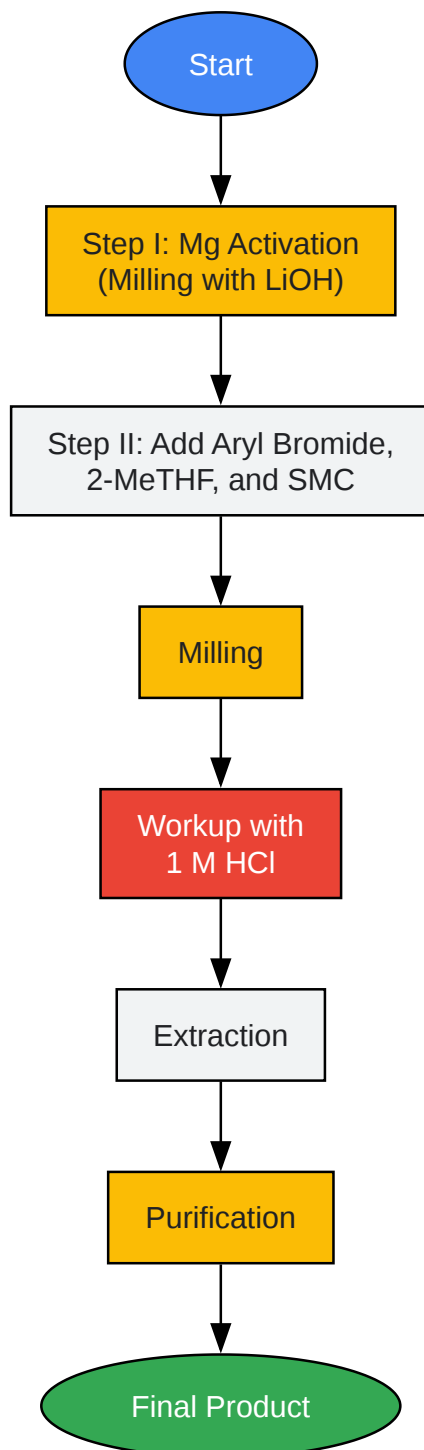 Start
Step I: Mg Activation
(Milling with LiOH)
Step II: Add Aryl Bromide,
2-MeTHF, and SMC
Milling
Workup with
1 M HCl
Extraction
Purification
Final Product